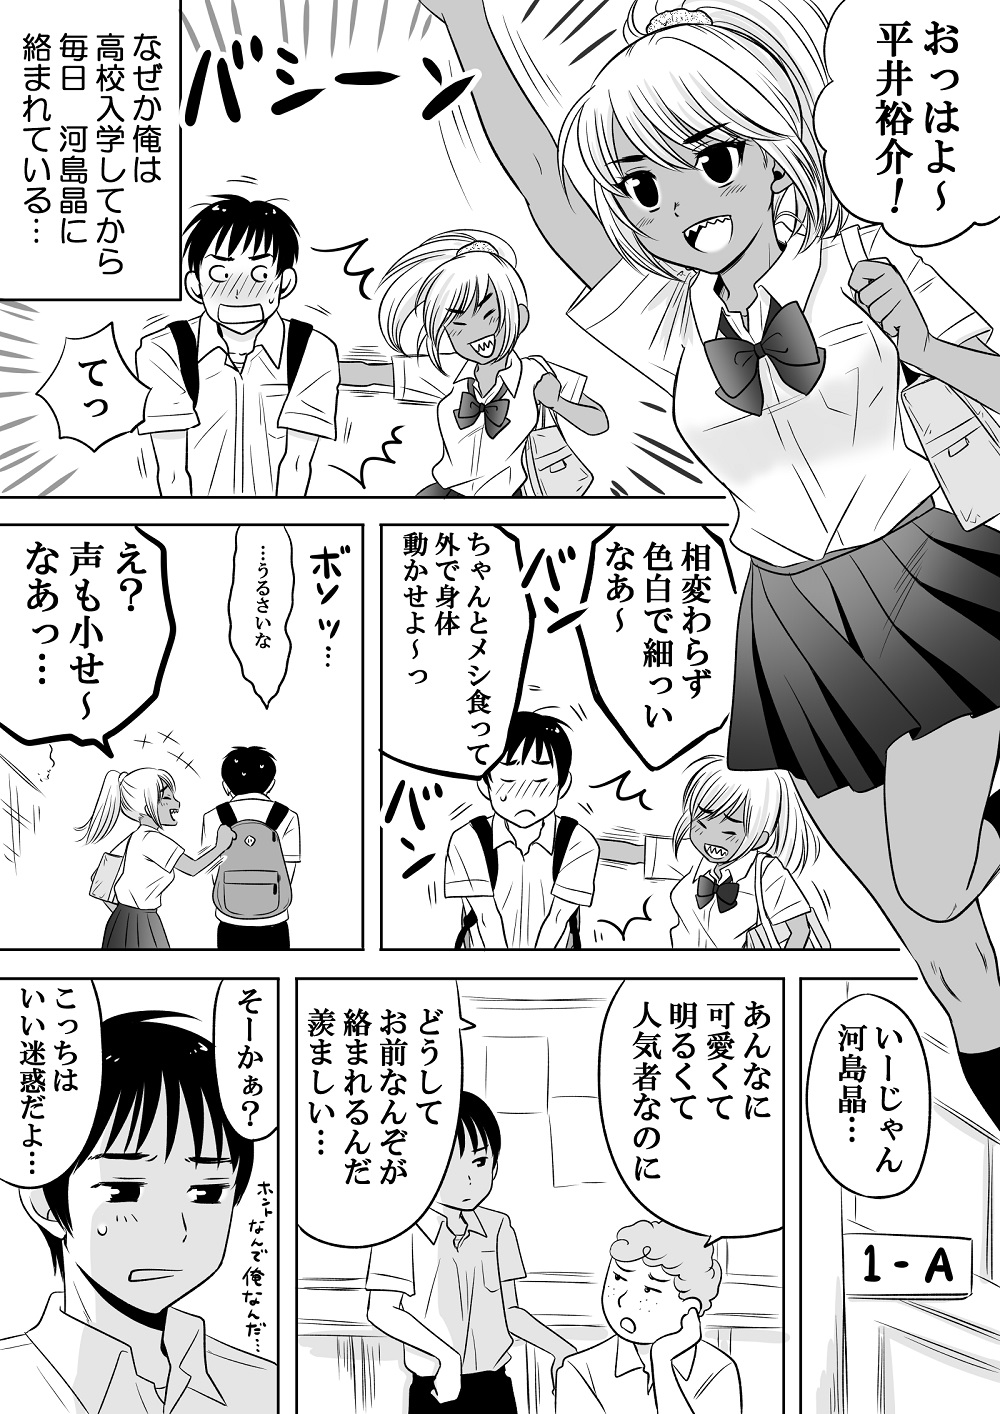 おっはよ～
平井裕介！
バシーン
なぜか俺は
高校入学してから
毎日 河島晶に
絡まれている…
てっ
相変わらず
色白で細っい
なあ～
バン
ちゃんとメシ食って
外で身体
動かせよ～っ
バン
ボソッ…
…うるさいな
え？
声も小せ～
なあっ…
いーじゃん
河島晶…
1-A
あんなに
可愛くて
明るくて
人気者なのに
どうして
お前なんぞが
絡まれるんだ
羨ましい…
そーかぁ？
こっちは
いい迷惑だよ…
ホント
なんで俺なんだ…